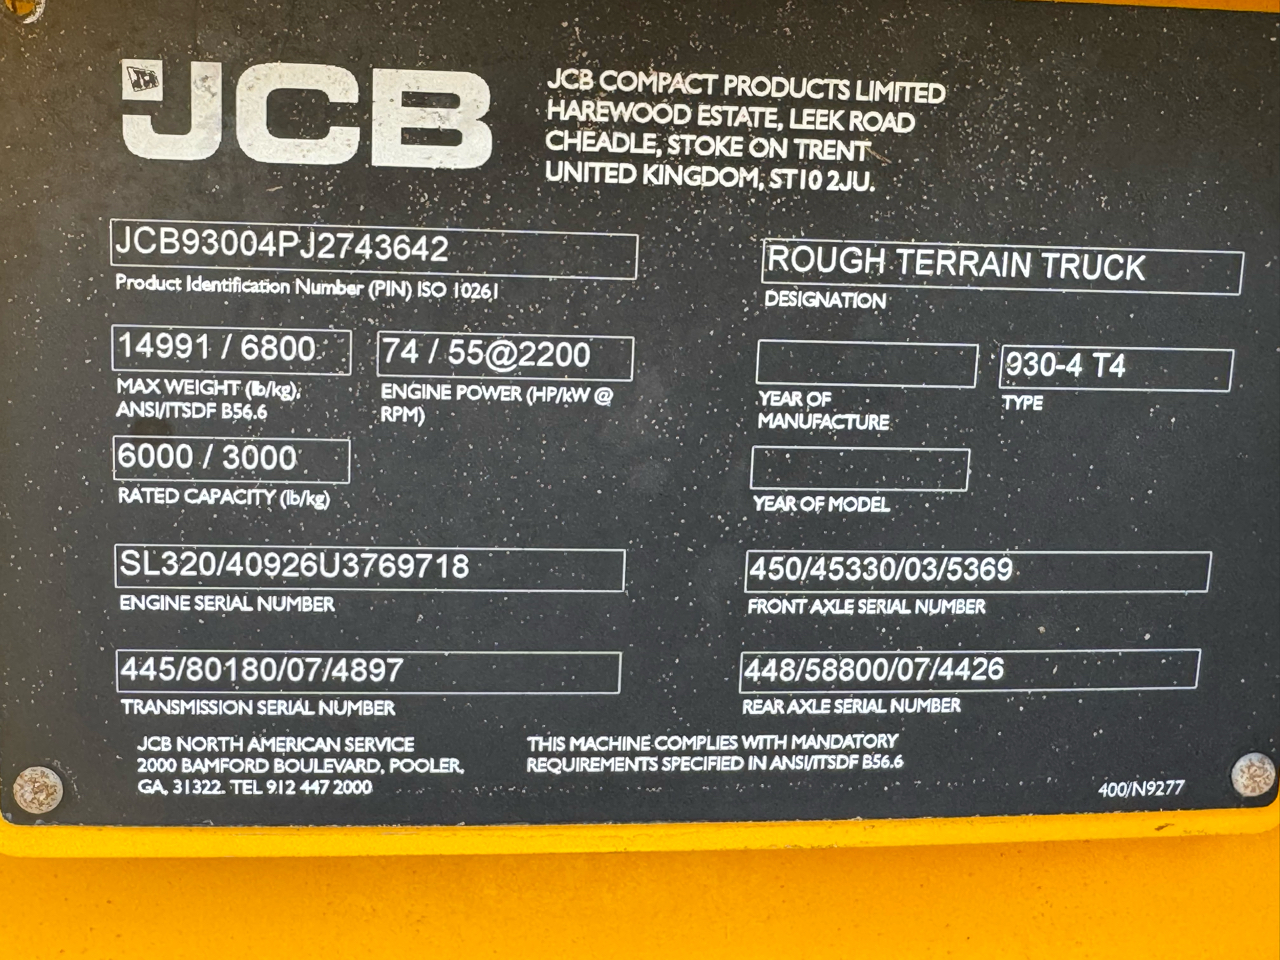 JCB
JCB COMPACT PRODUCTS LIMITED
HAREWOOD ESTATE, LEEK ROAD
CHEADLE, STOKE ON TRENT
UNITED KINGDOM, ST10 2JU.
JCB93004PJ2743642
Product Identification Number (PIN) ISO 10261
ROUGH TERRAIN TRUCK
DESIGNATION
14991 / 6800
MAX WEIGHT (lb/kg),
ANSI/ITSDF B56.6
74 / 55@2200
ENGINE POWER (HP/kW @
RPM)
YEAR OF
MANUFACTURE
930-4 T4
TYPE
6000 / 3000
RATED CAPACITY (lb/kg)
YEAR OF MODEL
SL320/40926U3769718
ENGINE SERIAL NUMBER
450/45330/03/5369
FRONT AXLE SERIAL NUMBER
445/80180/07/4897
TRANSMISSION SERIAL NUMBER
448/58800/07/4426
REAR AXLE SERIAL NUMBER
JCB NORTH AMERICAN SERVICE
2000 BAMFORD BOULEVARD, POOLER,
GA, 31322. TEL 912 447 2000
THIS MACHINE COMPLIES WITH MANDATORY
REQUIREMENTS SPECIFIED IN ANSI/ITSDF B56.6
400/N9277